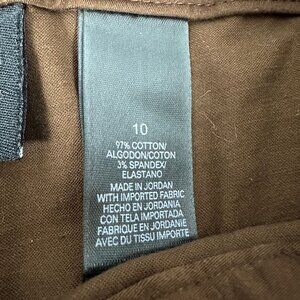 10
97% COTTON/
ALGODON/COTON
3% SPANDEX/
ELASTANO
MADE IN JORDAN
WITH IMPORTED FABRIC
HECHO EN JORDANIA
CON TELA IMPORTADA
FABRIQUE EN JORDANIE
AVEC DU TISSU IMPORTE